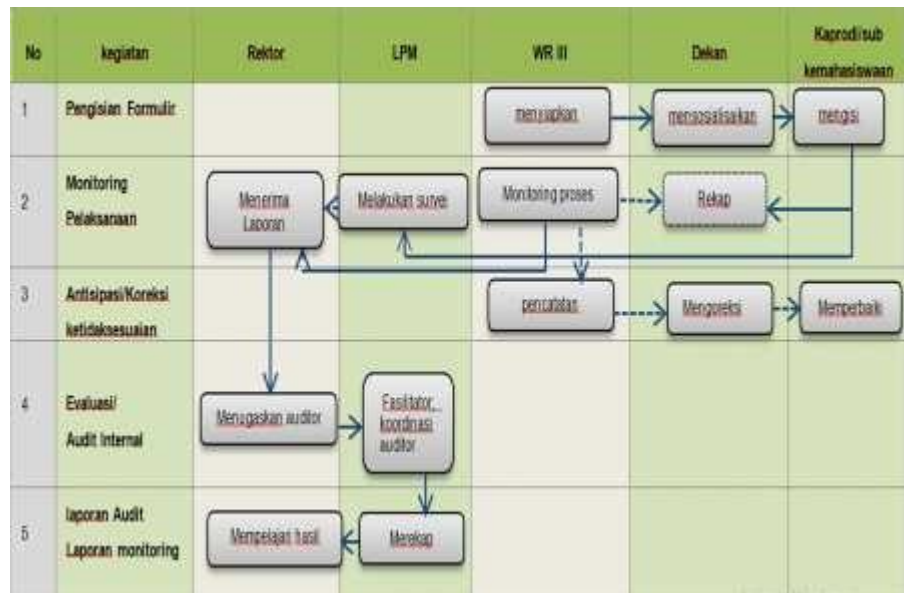 No kegiatan Rektor LPM WR III Dekan Kaprodi/sub
kemahasiswaan
1 Pengisian Formulir menyiapkan mensosialisaikan mengisi
2 Monitoring
Pelaksanaan
Menerima
Laporan
Melakukan survei
Monitoring proses
Rekap
3 Antisipasi/Koreksi
ketidaksesuaian
pencatatan
Mengoreksi
Memperbaiki
4 Evaluasi/
Audit Internal
Menugaskan auditor
Fasilitator,
koordinasi
auditor
5 laporan Audit
Laporan monitoring
Mempelajari hasil
Merekap